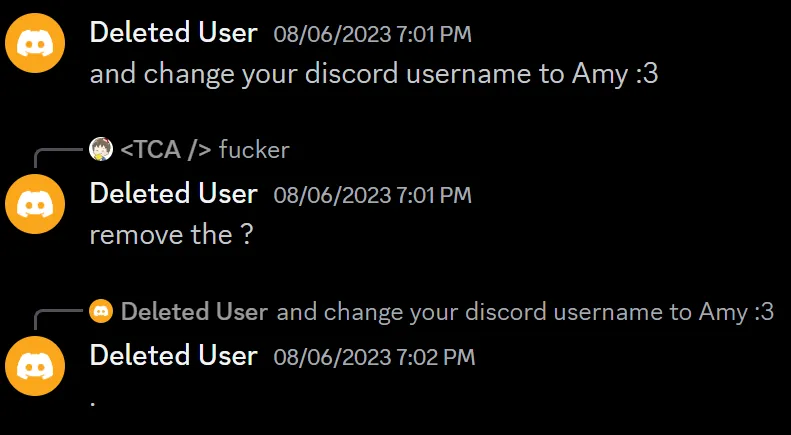 Deleted User 08/06/2023 7:01 PM
and change your discord username to Amy :3
<TCA /> fucker
Deleted User 08/06/2023 7:01 PM
remove the ?
Deleted User and change your discord username to Amy :3
Deleted User 08/06/2023 7:02 PM
.